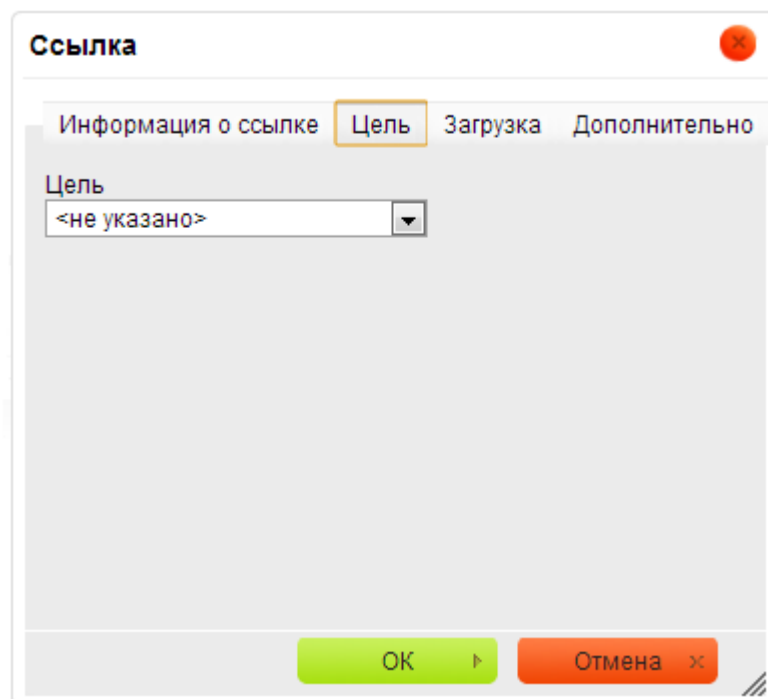 Ссылка
Информация о ссылке Цель Загрузка Дополнительно
Цель
<не указано>
ОК Отмена